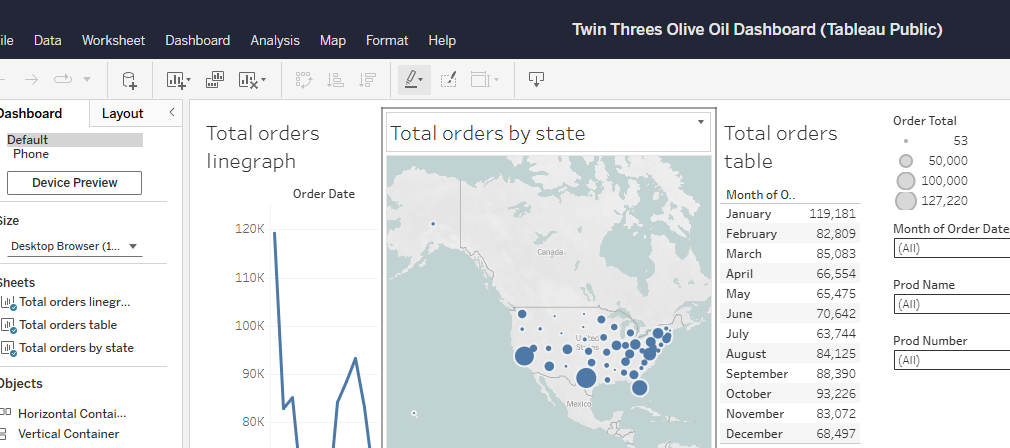 Twin Threes Olive Oil Dashboard (Tableau Public)
ile Data Worksheet Dashboard Analysis Map Format Help
Dashboard Layout
Default
Phone
Device Preview
Size
Desktop Browser (1...
Sheets
Total orders linegr...
Total orders table
Total orders by state
Objects
Horizontal Contai...
Vertical Container
Total orders
linegraph
Order Date
120K
110K
100K
90K
80K
Total orders by state
Canada
United
States
Mexico
Total orders
table
Month of O..
January 119,181
February 82,809
March 85,083
April 66,554
May 65,475
June 70,642
July 63,744
August 84,125
September 88,390
October 93,226
November 83,072
December 68,497
Order Total
53
50,000
100,000
127,220
Month of Order Date
(All)
Prod Name
(All)
Prod Number
(All)